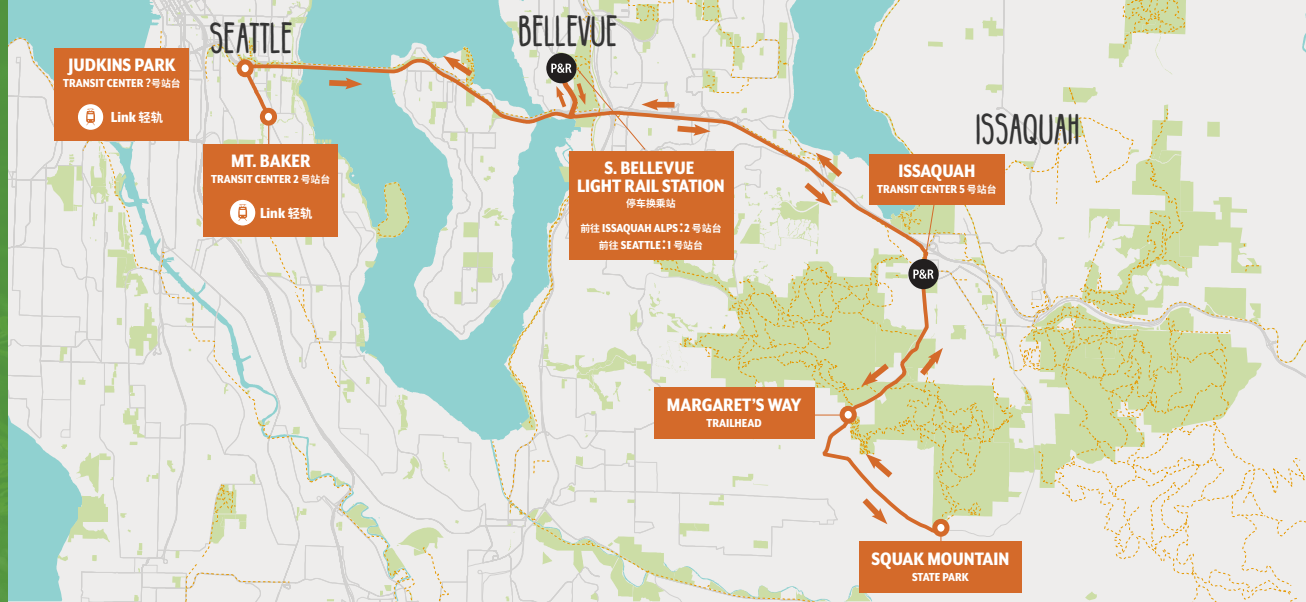 SEATTLE
BELLEVUE
JUDKINS PARK
TRANSIT CENTER ?号站台
Link 轻轨
P&R
MT. BAKER
TRANSIT CENTER 2 号站台
Link 轻轨
S. BELLEVUE
LIGHT RAIL STATION
停车换乘站
前往 ISSAQUAH ALPS:2 号站台
前往 SEATTLE:1 号站台
ISSAQUAH
ISSAQUAH
TRANSIT CENTER 5 号站台
P&R
MARGARET'S WAY
TRAILHEAD
SQUAK MOUNTAIN
STATE PARK